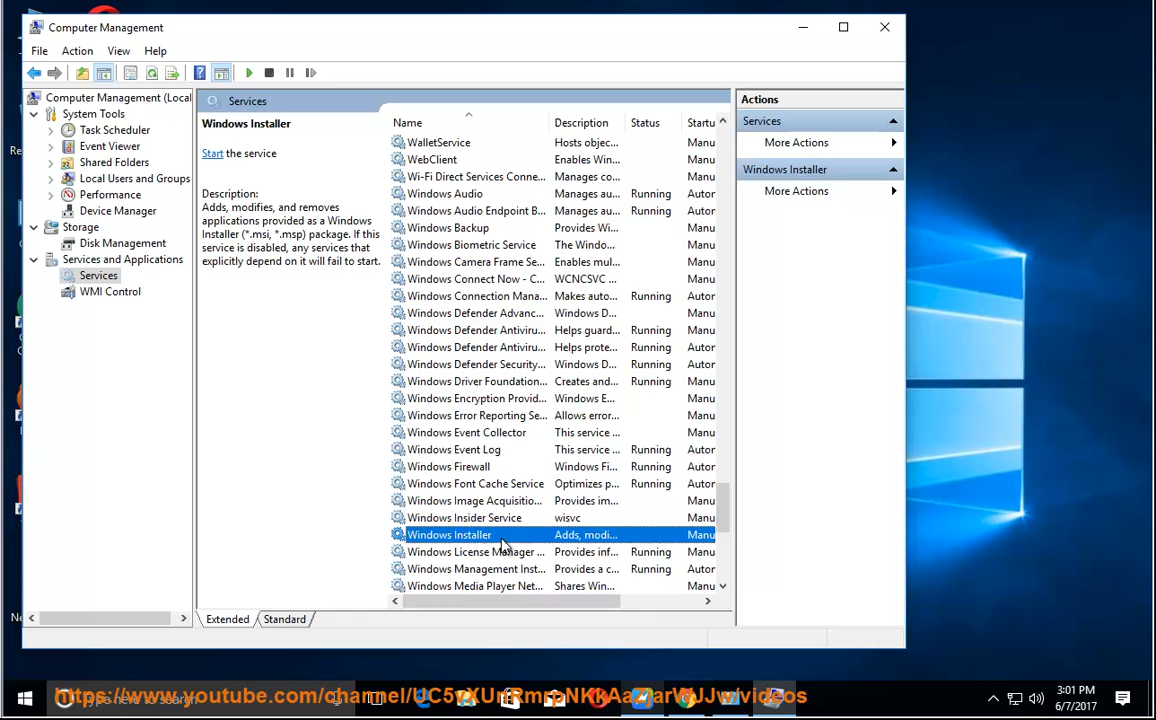 Computer Management
File Action View Help
Computer Management (Local
System Tools
Task Scheduler
Event Viewer
Shared Folders
Local Users and Groups
Performance
Device Manager
Storage
Disk Management
Services and Applications
Services
WMI Control
Services
Windows Installer
Start the service
Description:
Adds, modifies, and removes
applications provided as a Windows
Installer (*.msi, *.msp) package. If this
service is disabled, any services that
explicitly depend on it will fail to start.
Name Description Status Startu
WalletService Hosts objec... Manu
WebClient Enables Win... Manu
Wi-Fi Direct Services Conne... Manages co... Manu
Windows Audio Manages au... Running Autor
Windows Audio Endpoint B... Manages au... Running Autor
Windows Backup Provides Wi... Manu
Windows Biometric Service The Windo... Manu
Windows Camera Frame Se... Enables mul... Manu
Windows Connect Now - C... WCNCSVC ... Manu
Windows Connection Mana... Makes auto... Running Autor
Windows Defender Advanc... Windows D... Manu
Windows Defender Antiviru... Helps guard... Running Manu
Windows Defender Antiviru... Helps prote... Running Autor
Windows Defender Security... Windows D... Running Autor
Windows Driver Foundation... Creates and... Running Manu
Windows Encryption Provid... Windows E... Manu
Windows Error Reporting Se... Allows error... Manu
Windows Event Collector This service ... Manu
Windows Event Log This service ... Running Autor
Windows Firewall Windows Fi... Running Autor
Windows Font Cache Service Optimizes p... Running Autor
Windows Image Acquisitio... Provides im... Manu
Windows Insider Service wisvc Manu
Windows Installer Adds, modi... Manu
Windows License Manager ... Provides inf... Running Manu
Windows Management Inst... Provides a c... Running Autor
Windows Media Player Net... Shares Win... Manu
Extended Standard
Actions
Services
More Actions
Windows Installer
More Actions
3:01 PM
6/7/2017